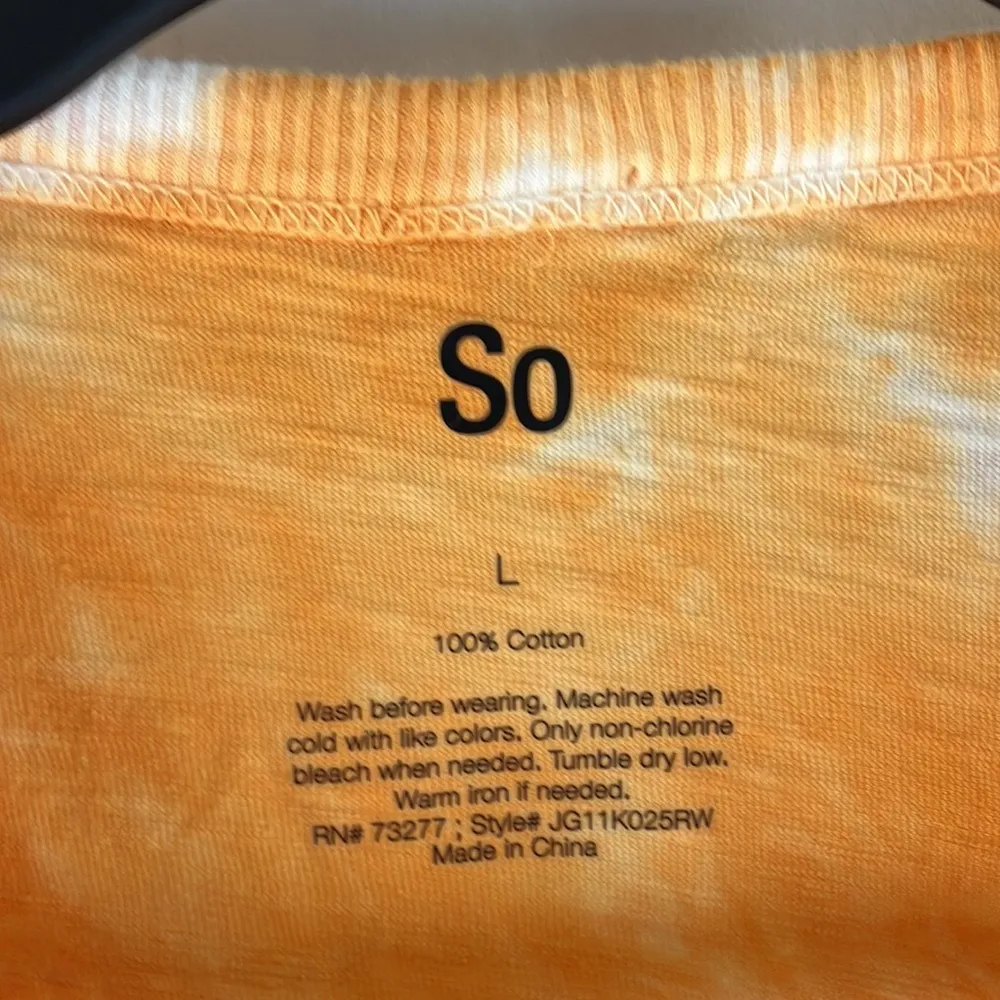 So
L
100% Cotton
Wash before wearing. Machine wash
cold with like colors. Only non-chlorine
bleach when needed. Tumble dry low.
Warm iron if needed.
RN# 73277 ; Style# JG11K025RW
Made in China